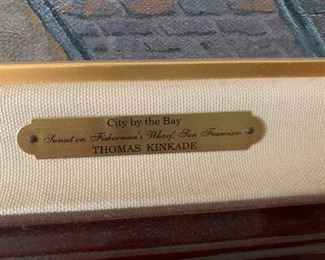 City by the Bay
Sunset on Fisherman's Wharf, San Francisco
THOMAS KINKADE